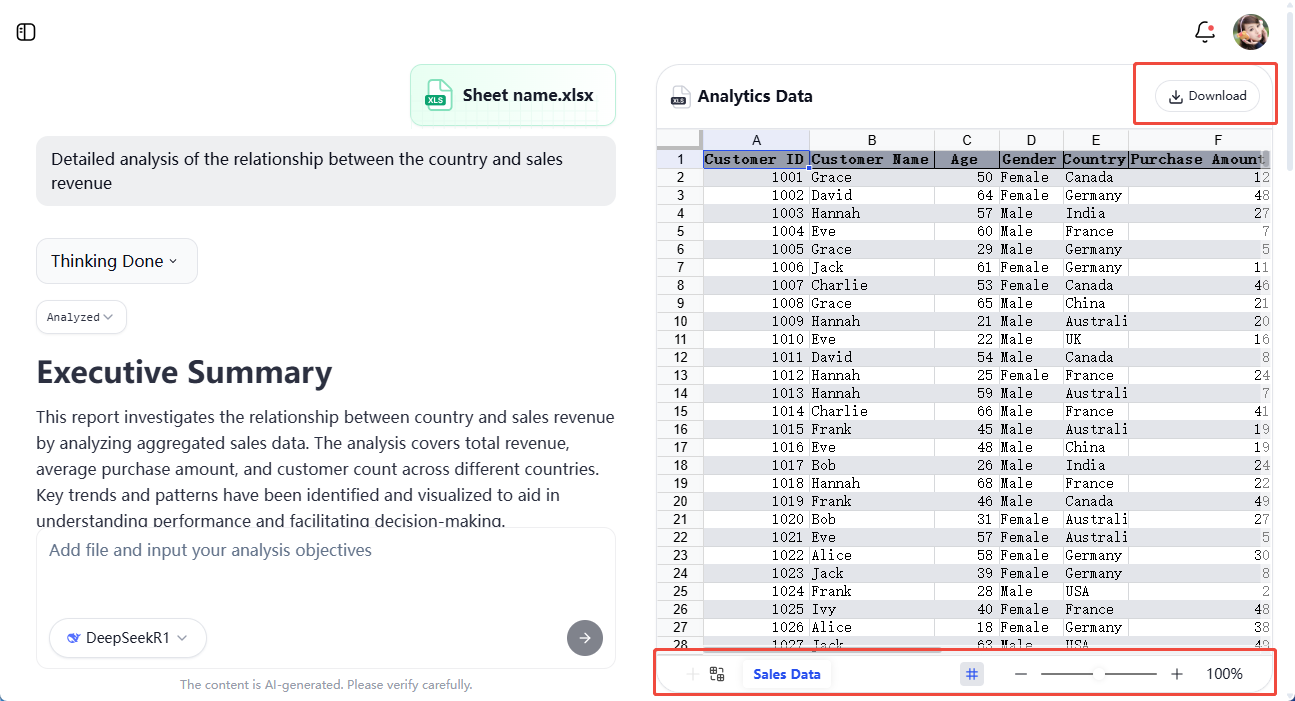 XLS Sheet name.xlsx
Detailed analysis of the relationship between the country and sales
revenue
Thinking Done
Analyzed
Executive Summary
This report investigates the relationship between country and sales revenue
by analyzing aggregated sales data. The analysis covers total revenue,
average purchase amount, and customer count across different countries.
Key trends and patterns have been identified and visualized to aid in
understanding performance and facilitating decision-making.
Add file and input your analysis objectives
DeepSeekR1
The content is AI-generated. Please verify carefully.
XLS Analytics Data
Download
A B C D E F
1 Customer ID Customer Name Age Gender Country Purchase Amount
2 1001 Grace 50 Female Canada 12
3 1002 David 64 Female Germany 48
4 1003 Hannah 57 Male India 27
5 1004 Eve 60 Male France 7
6 1005 Grace 29 Male Germany 5
7 1006 Jack 61 Female Germany 11
8 1007 Charlie 53 Female Canada 46
9 1008 Grace 65 Male China 21
10 1009 Hannah 21 Male Australi 20
11 1010 Eve 22 Male UK 16
12 1011 David 54 Male Canada 8
13 1012 Hannah 25 Female France 24
14 1013 Hannah 59 Male Australi 7
15 1014 Charlie 66 Male France 41
16 1015 Frank 45 Male Australi 19
17 1016 Eve 48 Male China 19
18 1017 Bob 26 Male India 24
19 1018 Hannah 68 Male France 22
20 1019 Frank 46 Male Canada 49
21 1020 Bob 31 Female Australi 27
22 1021 Eve 57 Female Australi 5
23 1022 Alice 58 Female Germany 30
24 1023 Jack 39 Female Germany 8
25 1024 Frank 28 Male USA 2
26 1025 Ivy 40 Female France 48
27 1026 Alice 18 Female Germany 38
28 1027 Jack 63 Male USA 49
Sales Data
100%